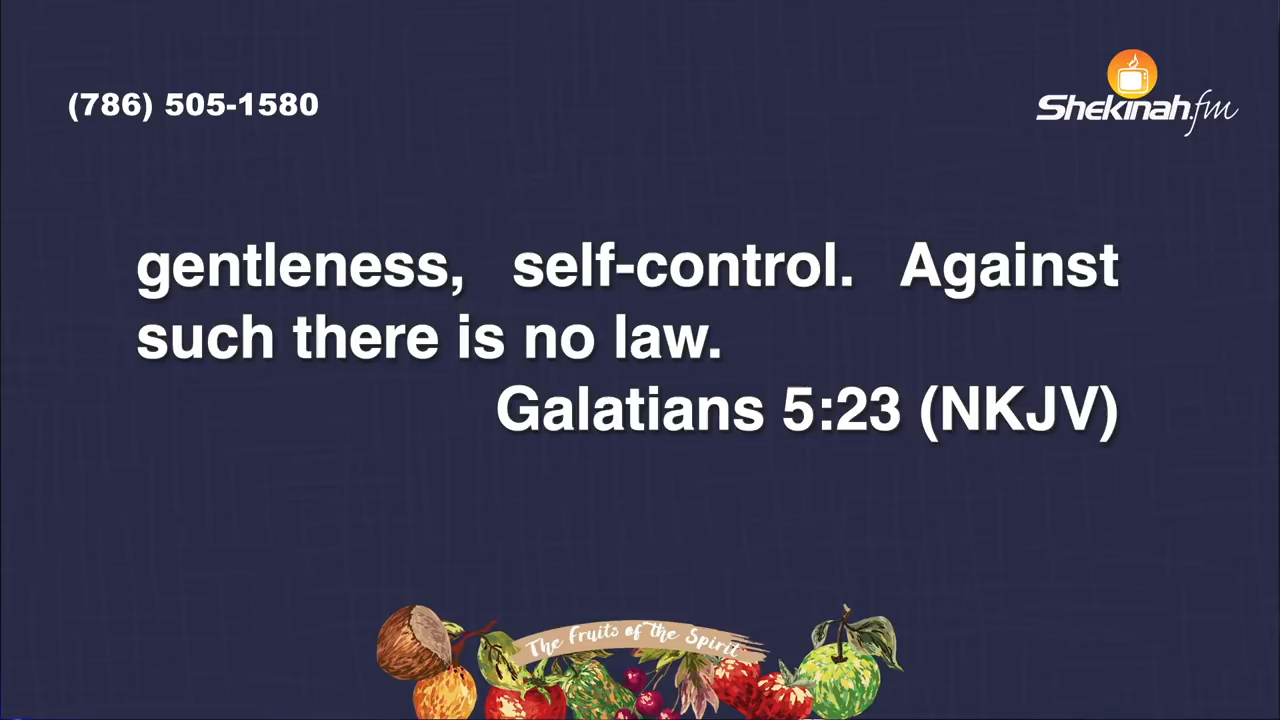 (786) 505-1580
Shekinah.fm
gentleness, self-control. Against
such there is no law.
Galatians 5:23 (NKJV)
The Fruits of the Spirit